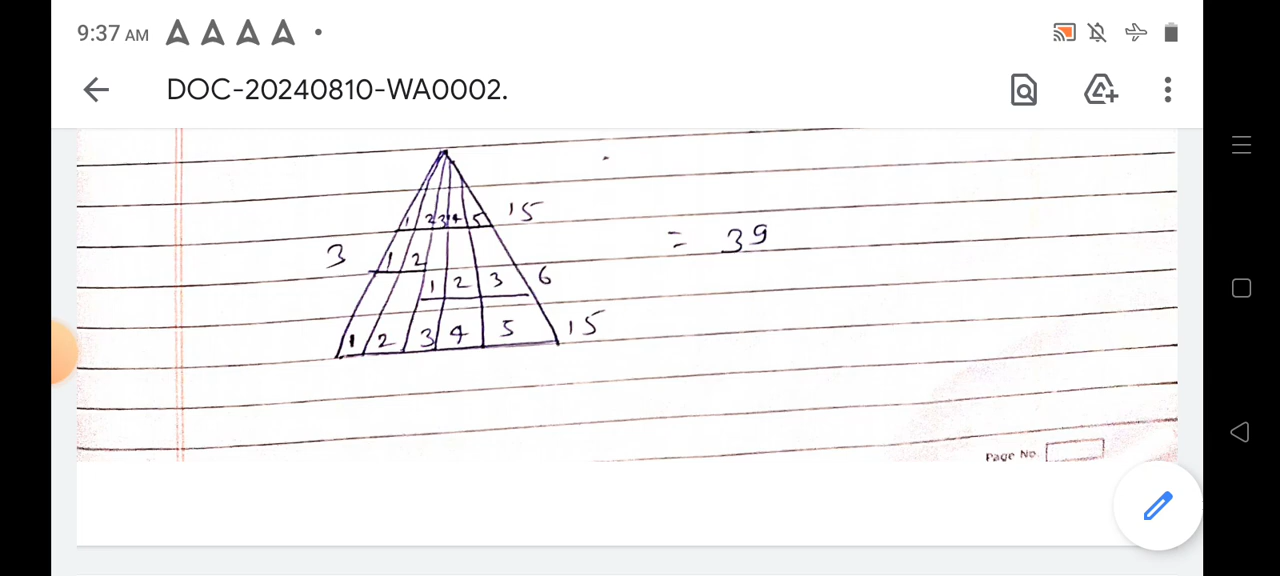 9:37 AM
DOC-20240810-WA0002.
1 2 3 4 5 15
= 39
3 1 2
1 2 3 6
1 2 3 4 5 15
Page No.